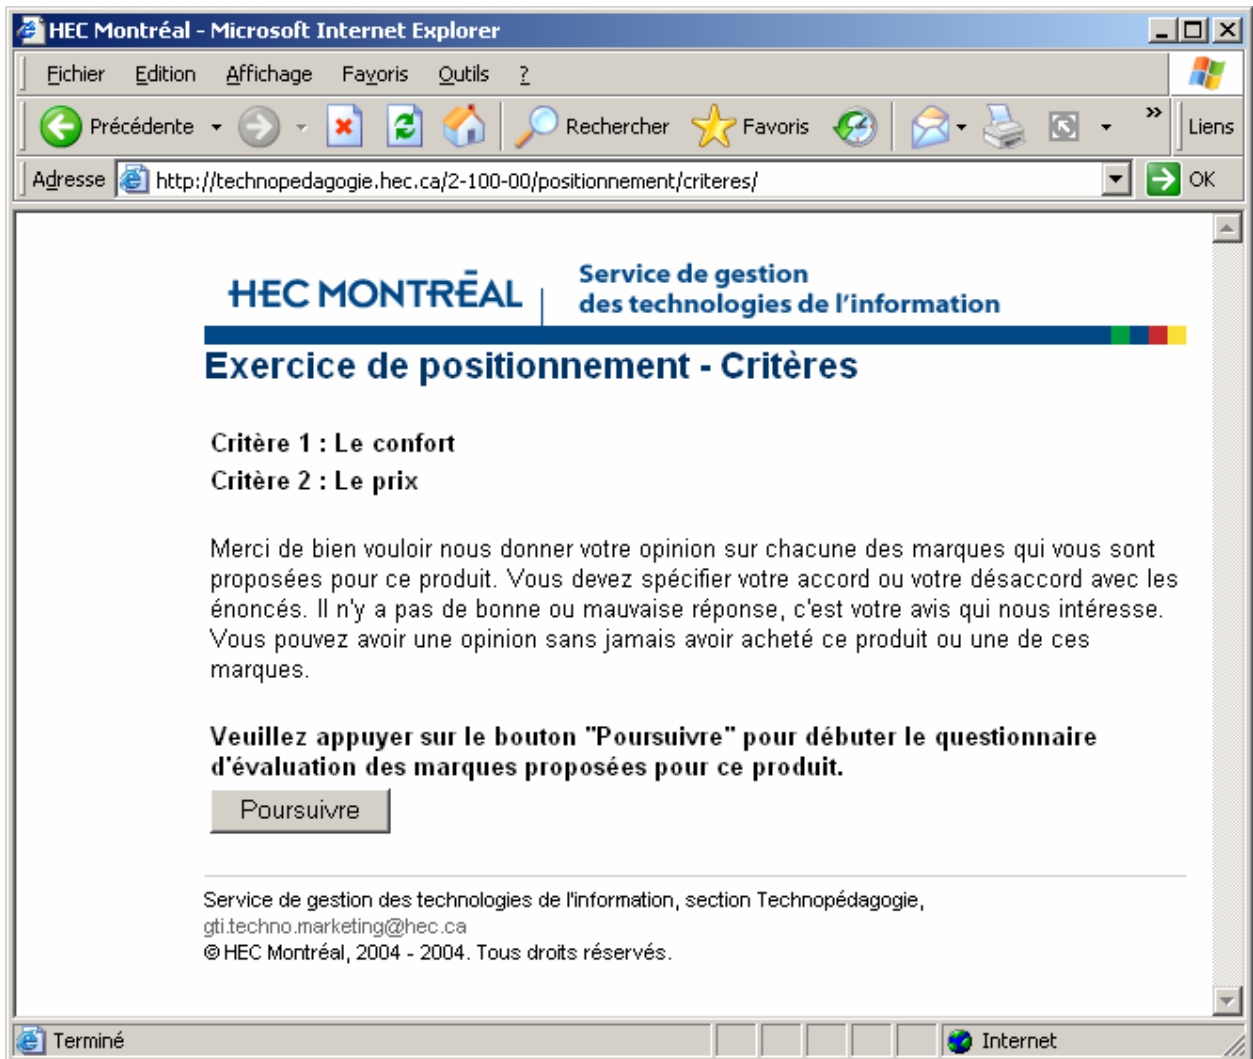 HEC Montréal - Microsoft Internet Explorer
Fichier Edition Affichage Favoris Outils ?
Précédente Rechercher Favoris » Liens
Adresse http://technopedagogie.hec.ca/2-100-00/positionnement/criteres/ OK
HEC MONTRĒAL
Service de gestion
des technologies de l'information
Exercice de positionnement - Critères
Critère 1 : Le confort
Critère 2 : Le prix
Merci de bien vouloir nous donner votre opinion sur chacune des marques qui vous sont
proposées pour ce produit. Vous devez spécifier votre accord ou votre désaccord avec les
énoncés. Il n'y a pas de bonne ou mauvaise réponse, c'est votre avis qui nous intéresse.
Vous pouvez avoir une opinion sans jamais avoir acheté ce produit ou une de ces
marques.
Veuillez appuyer sur le bouton "Poursuivre" pour débuter le questionnaire
d'évaluation des marques proposées pour ce produit.
Poursuivre
Service de gestion des technologies de l'information, section Technopédagogie,
gti.techno.marketing@hec.ca
© HEC Montréal, 2004 - 2004. Tous droits réservés.
Terminé Internet